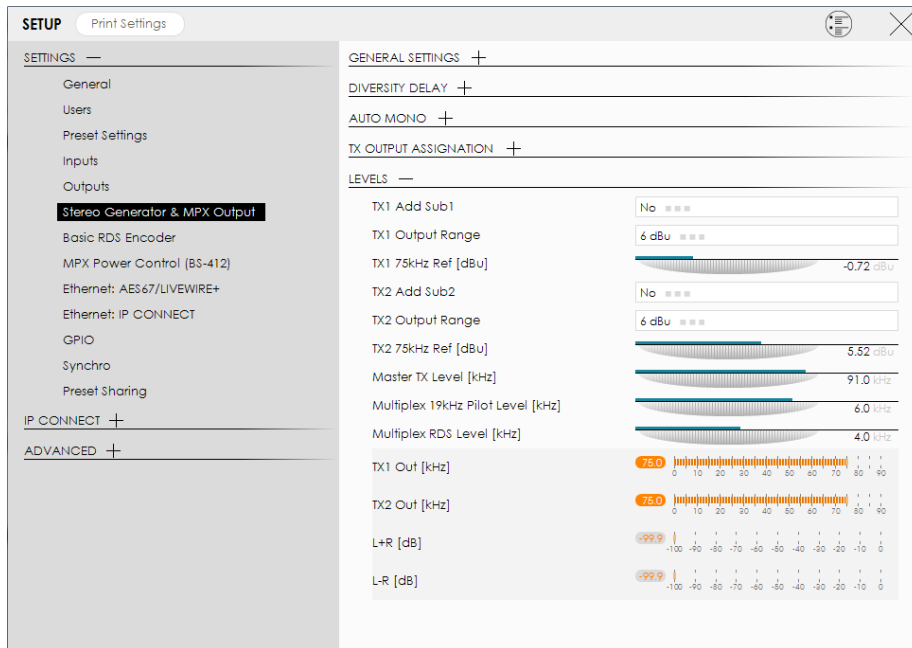 SETUP Print Settings
SETTINGS
General
Users
Preset Settings
Inputs
Outputs
Stereo Generator & MPX Output
Basic RDS Encoder
MPX Power Control (BS-412)
Ethernet: AES67/LIVEWIRE+
Ethernet: IP CONNECT
GPIO
Synchro
Preset Sharing
IP CONNECT
ADVANCED
GENERAL SETTINGS
DIVERSITY DELAY
AUTO MONO
TX OUTPUT ASSIGNATION
LEVELS
TX1 Add Sub1 No
TX1 Output Range 6 dBu
TX1 75kHz Ref [dBu] -0.72 dBu
TX2 Add Sub2 No
TX2 Output Range 6 dBu
TX2 75kHz Ref [dBu] 5.52 dBu
Master TX Level [kHz] 91.0 kHz
Multiplex 19kHz Pilot Level [kHz] 6.0 kHz
Multiplex RDS Level [kHz] 4.0 kHz
TX1 Out [kHz] 75.0
0 10 20 30 40 50 60 70 80 90
TX2 Out [kHz] 75.0
0 10 20 30 40 50 60 70 80 90
L+R [dB] -99.9
-100 -90 -80 -70 -60 -50 -40 -30 -20 -10 0
L-R [dB] -99.9
-100 -90 -80 -70 -60 -50 -40 -30 -20 -10 0